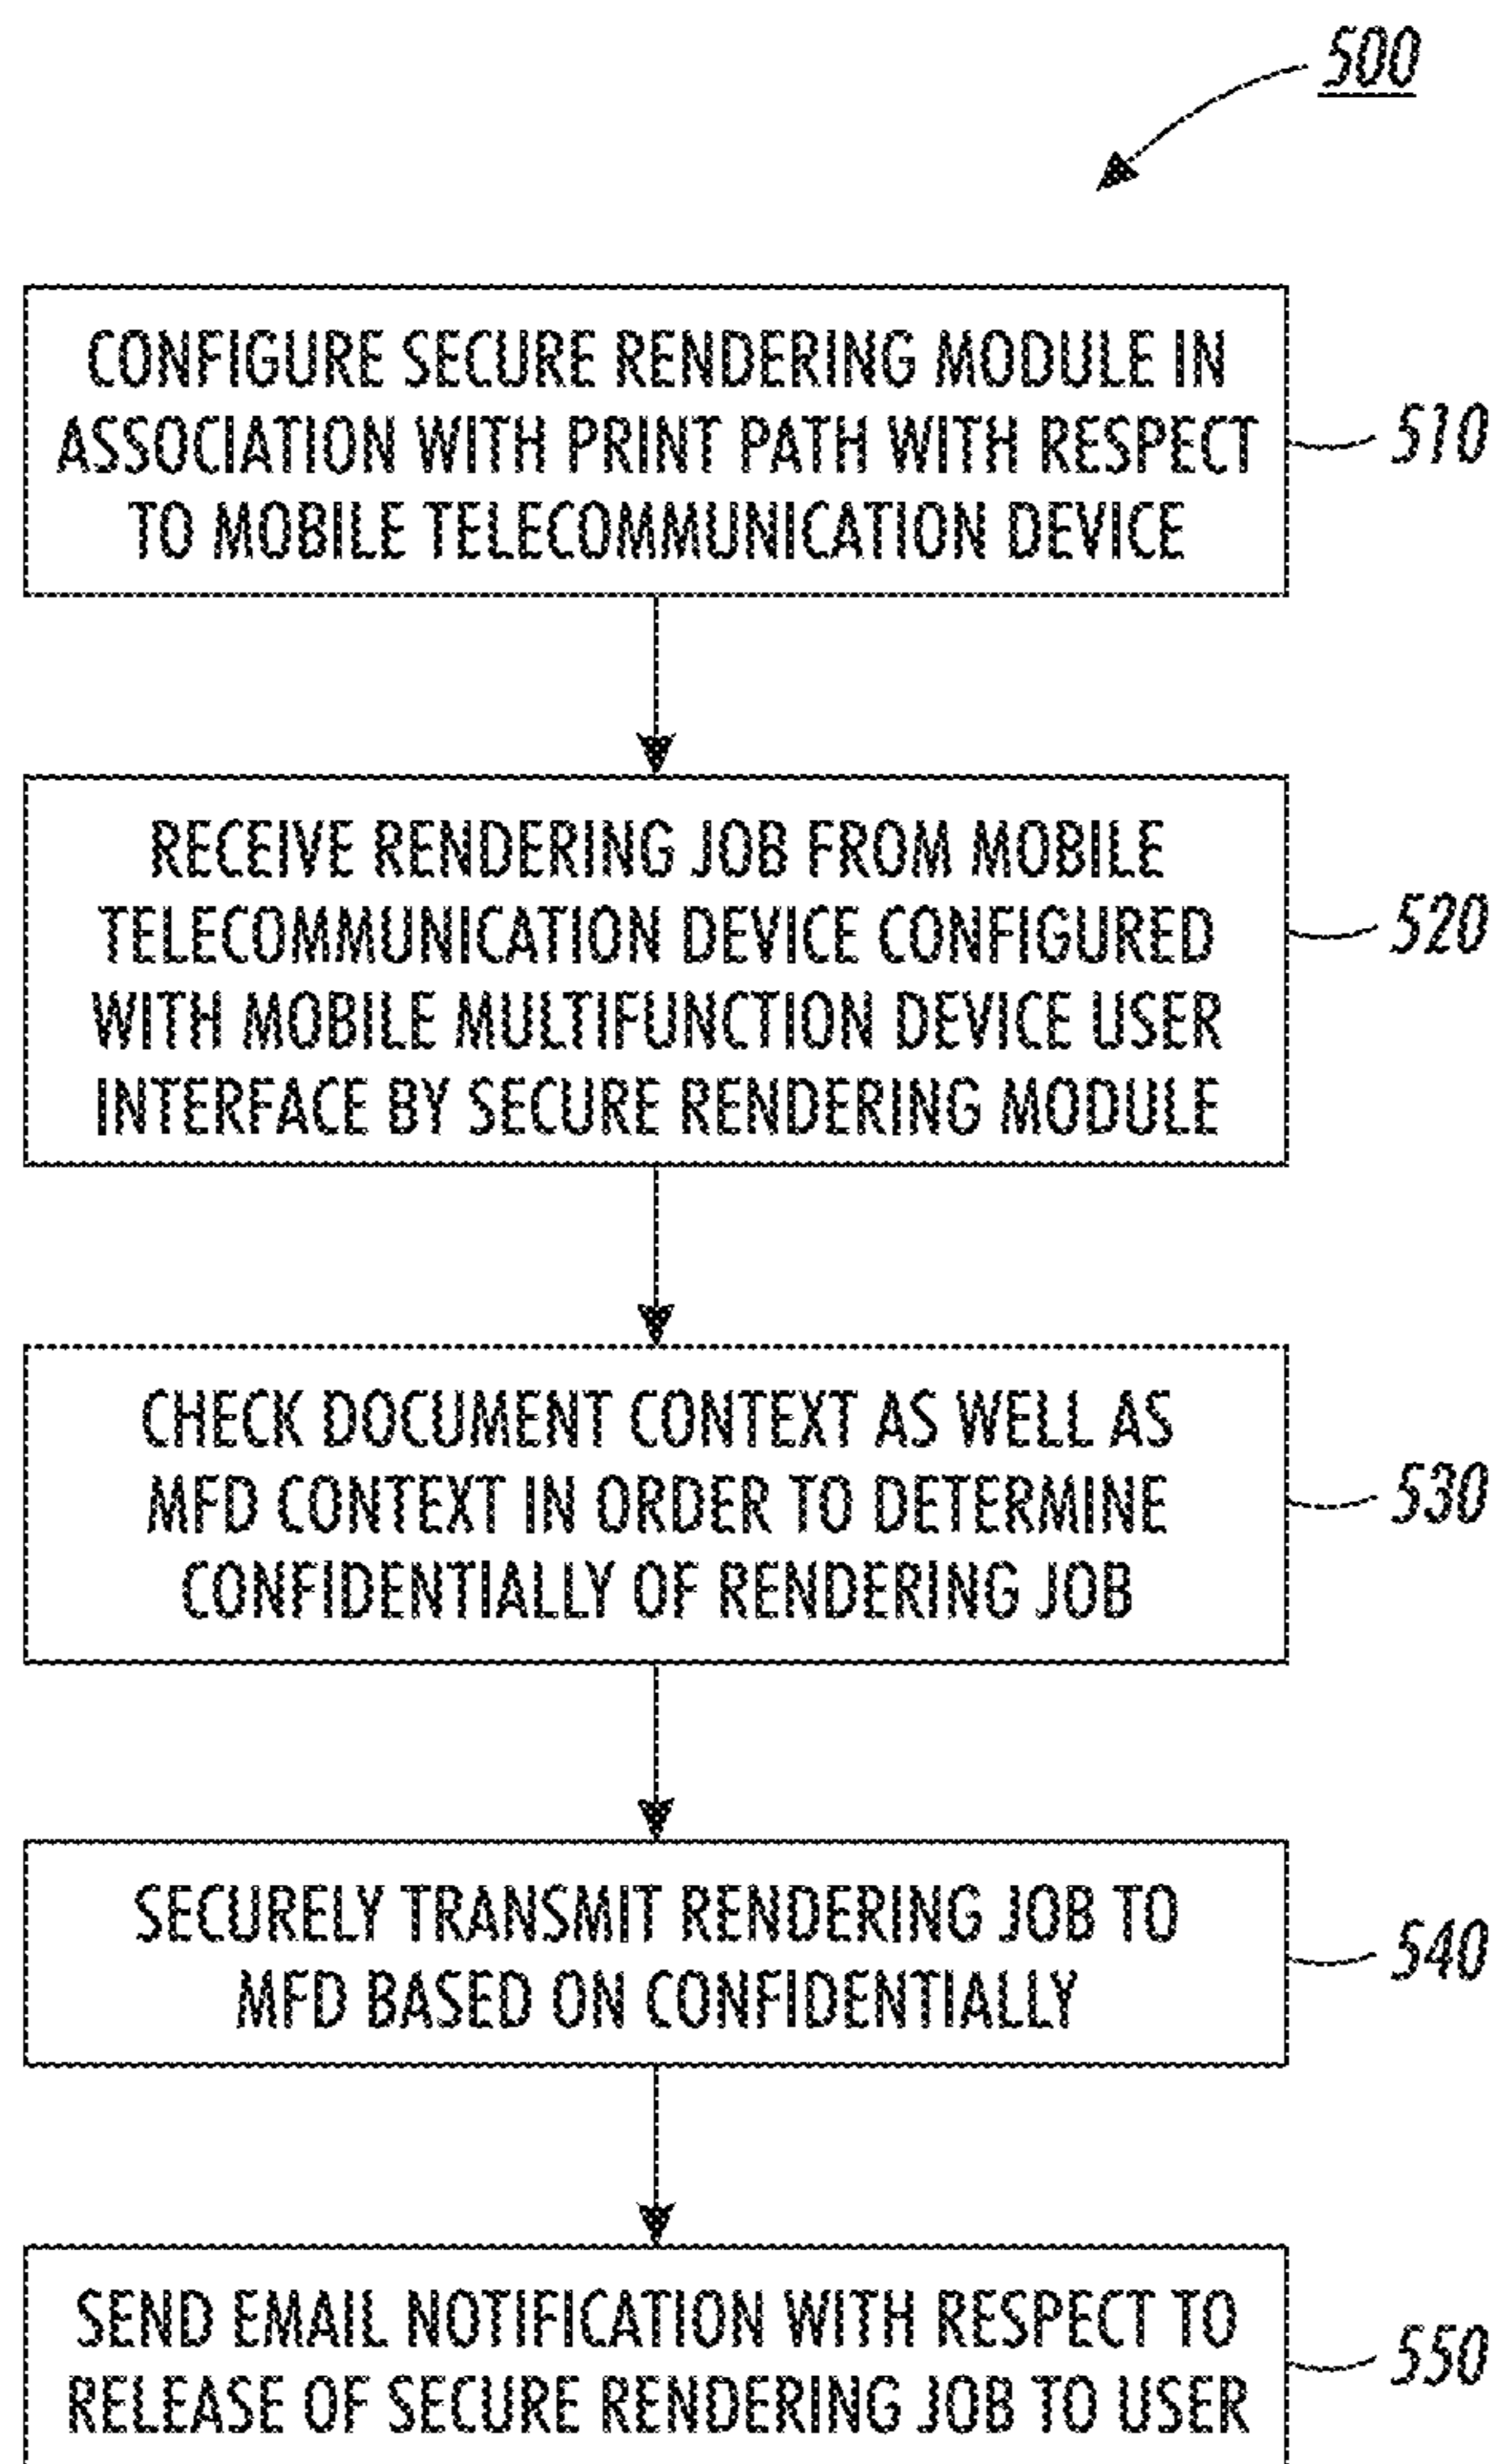 500
CONFIGURE SECURE RENDERING MODULE IN
ASSOCIATION WITH PRINT PATH WITH RESPECT
TO MOBILE TELECOMMUNICATION DEVICE
510
RECEIVE RENDERING JOB FROM MOBILE
TELECOMMUNICATION DEVICE CONFIGURED
WITH MOBILE MULTIFUNCTION DEVICE USER
INTERFACE BY SECURE RENDERING MODULE
520
CHECK DOCUMENT CONTEXT AS WELL AS
MFD CONTEXT IN ORDER TO DETERMINE
CONFIDENTIALLY OF RENDERING JOB
530
SECURELY TRANSMIT RENDERING JOB TO
MFD BASED ON CONFIDENTIALLY
540
SEND EMAIL NOTIFICATION WITH RESPECT TO
RELEASE OF SECURE RENDERING JOB TO USER
550